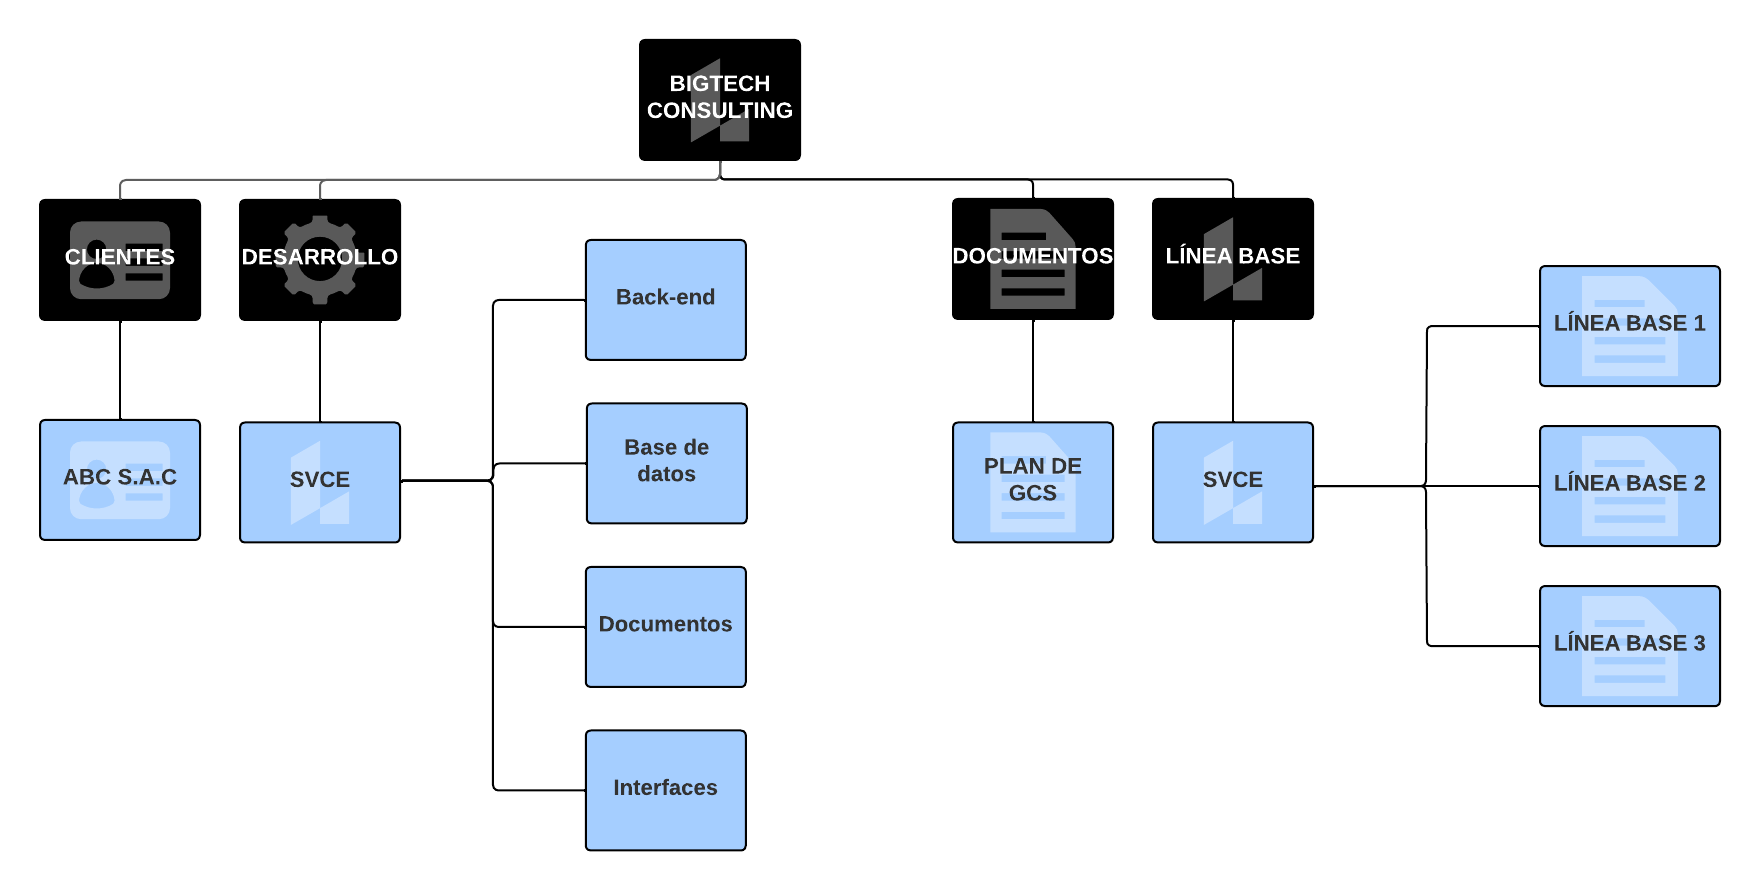 BIGTECH
CONSULTING
CLIENTES
DESARROLLO
DOCUMENTOS
LÍNEA BASE
Back-end
LÍNEA BASE 1
Base de
datos
ABC S.A.C
SVCE
PLAN DE
GCS
SVCE
LÍNEA BASE 2
Documentos
LÍNEA BASE 3
Interfaces